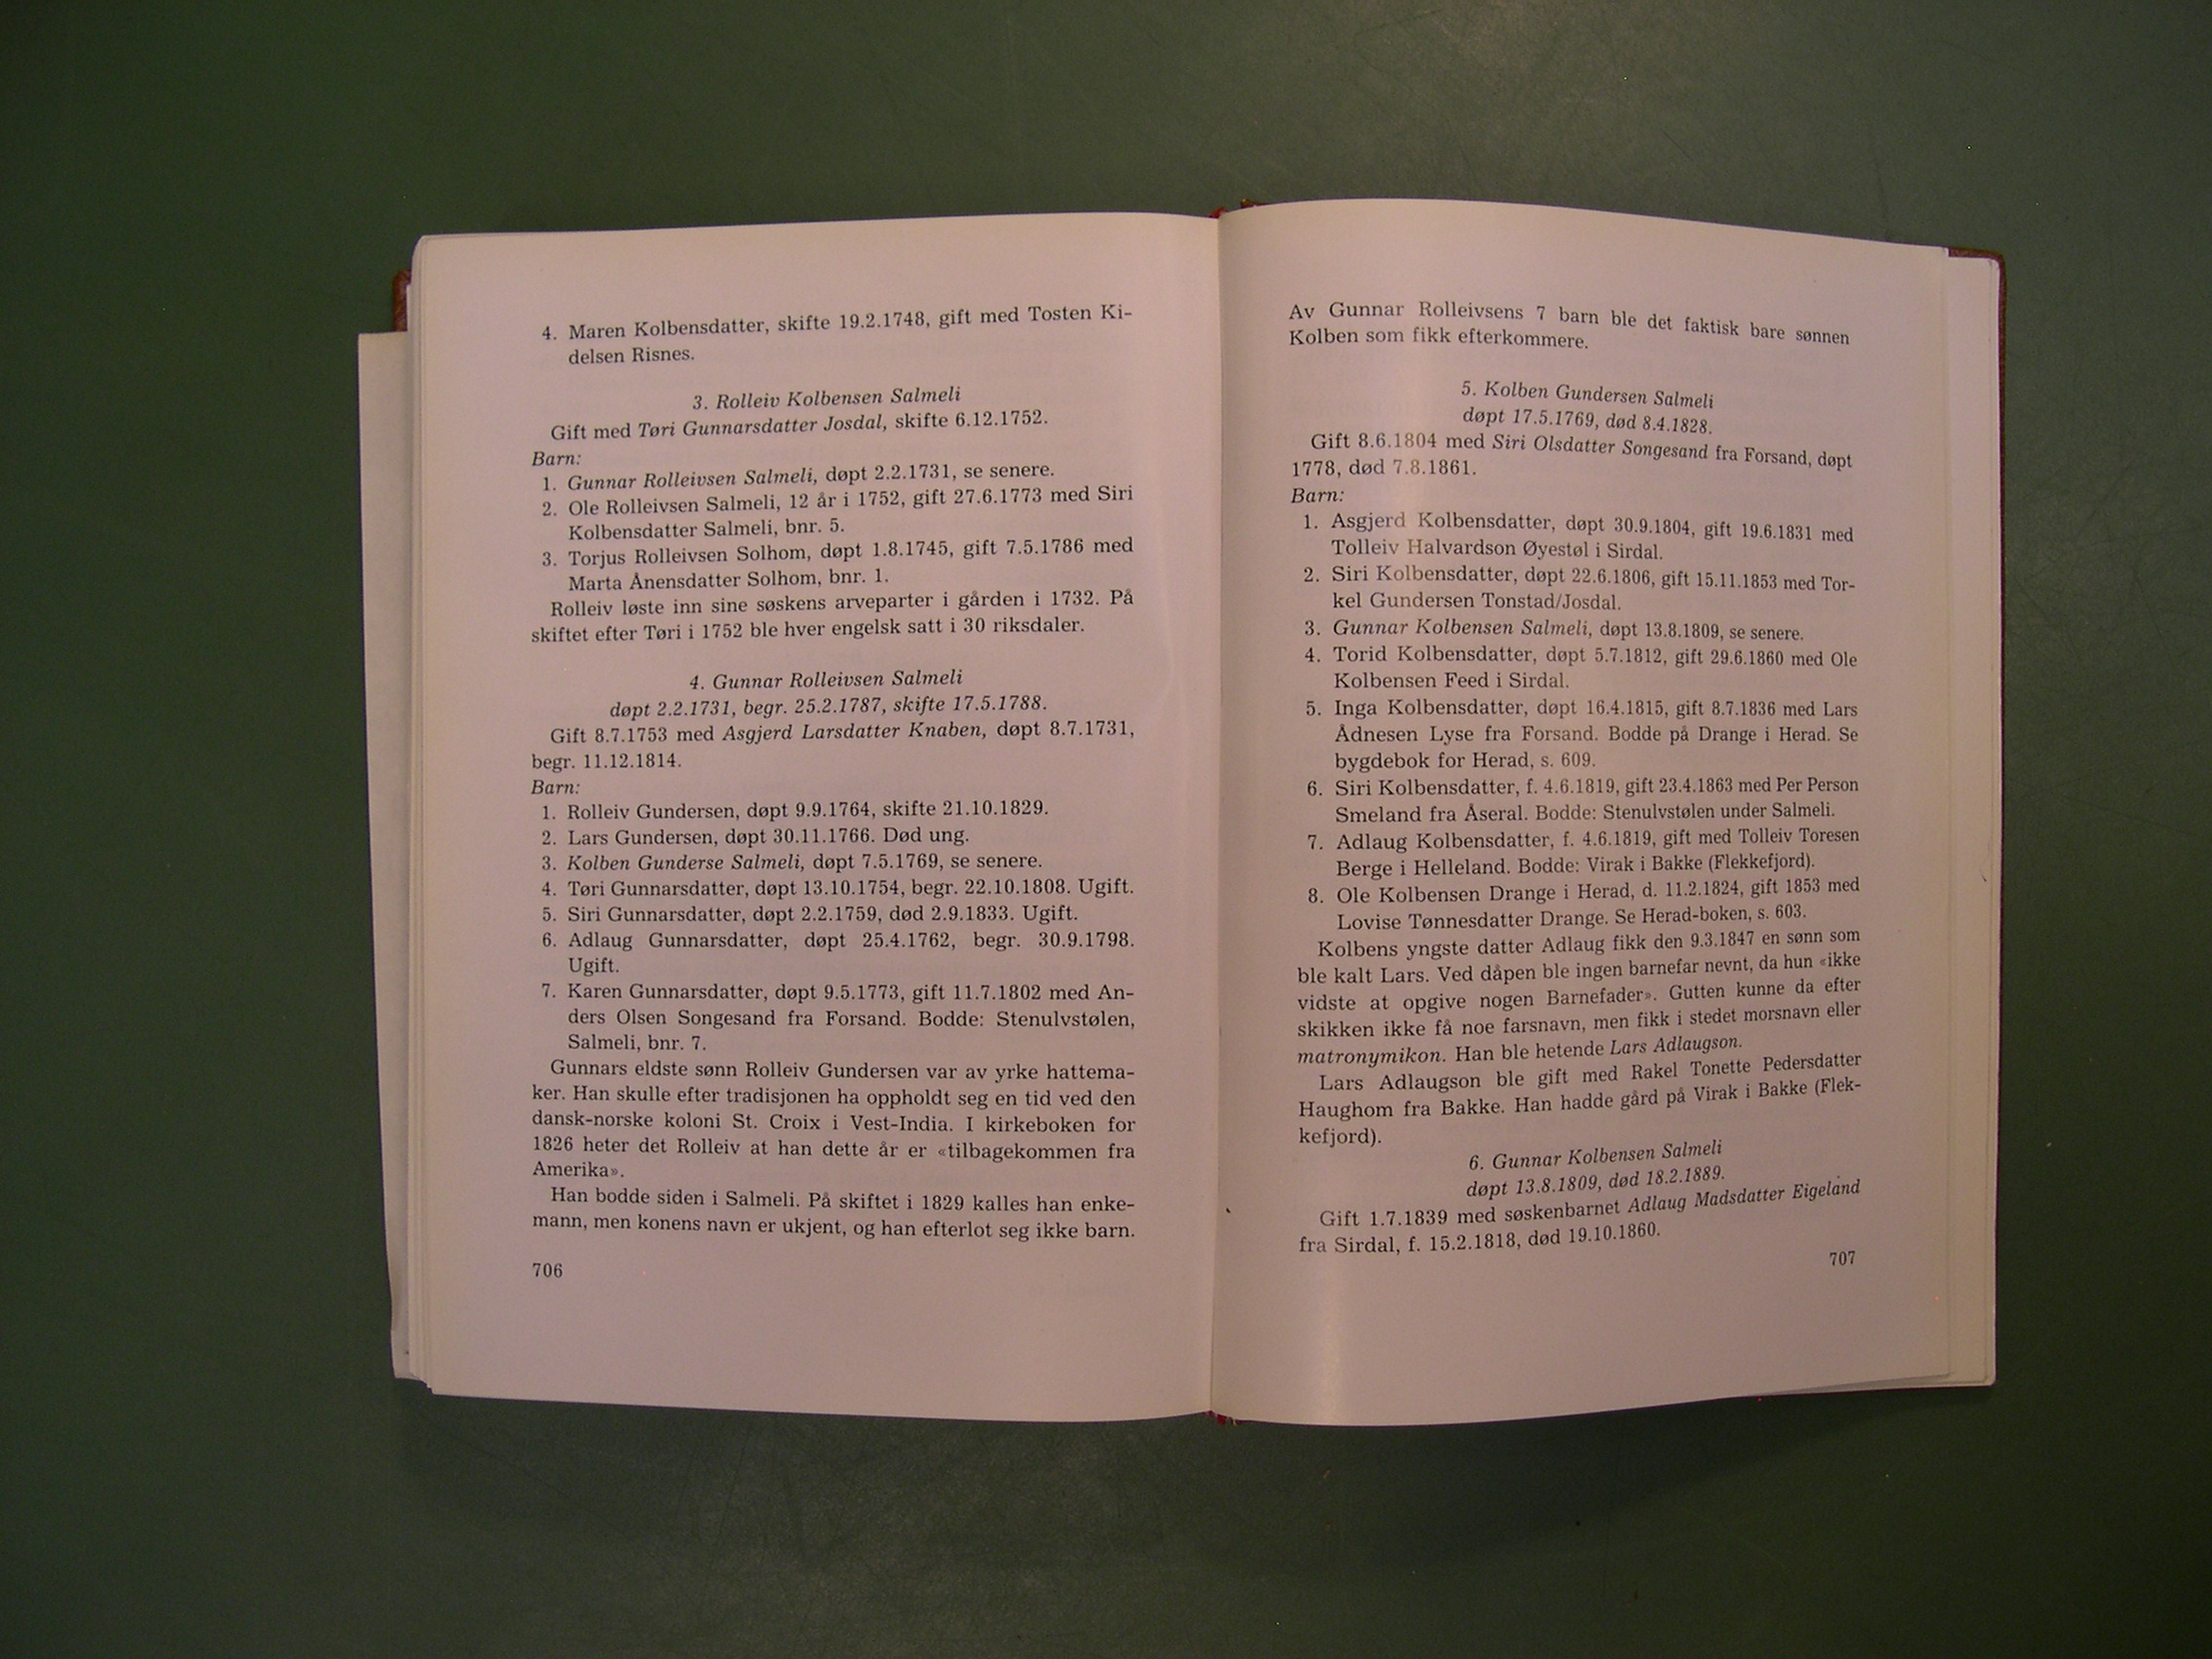 4. Maren Kolbensdatter, skifte 19.2.1748, gift med Tosten Ki-
delsen Risnes.
3. Rolleiv Kolbensen Salmeli
Gift med Tøri Gunnarsdatter Josdal, skifte 6.12.1752.
Barn:
1. Gunnar Rolleivsen Salmeli, døpt 2.2.1731, se senere.
2. Ole Rolleivsen Salmeli, 12 år i 1752, gift 27.6.1773 med Siri
Kolbensdatter Salmeli, bnr. 5.
3. Torjus Rolleivsen Solhom, døpt 1.8.1745, gift 7.5.1786 med
Marta Ånensdatter Solhom, bnr. 1.
Rolleiv løste inn sine søskens arveparter i gården i 1732. På
skiftet efter Tøri i 1752 ble hver engelsk satt i 30 riksdaler.
4. Gunnar Rolleivsen Salmeli
døpt 2.2.1731, begr. 25.2.1787, skifte 17.5.1788.
Gift 8.7.1753 med Asgjerd Larsdatter Knaben, døpt 8.7.1731,
begr. 11.12.1814.
Barn:
1. Rolleiv Gundersen, døpt 9.9.1764, skifte 21.10.1829.
2. Lars Gundersen, døpt 30.11.1766. Død ung.
3. Kolben Gunderse Salmeli, døpt 7.5.1769, se senere.
4. Tøri Gunnarsdatter, døpt 13.10.1754, begr. 22.10.1808. Ugift.
5. Siri Gunnarsdatter, døpt 2.2.1759, død 2.9.1833. Ugift.
6. Adlaug Gunnarsdatter, døpt 25.4.1762, begr. 30.9.1798.
Ugift.
7. Karen Gunnarsdatter, døpt 9.5.1773, gift 11.7.1802 med An-
ders Olsen Songesand fra Forsand. Bodde: Stenulvstølen,
Salmeli, bnr. 7.
Gunnars eldste sønn Rolleiv Gundersen var av yrke hattema-
ker. Han skulle efter tradisjonen ha oppholdt seg en tid ved den
dansk-norske koloni St. Croix i Vest-India. I kirkeboken for
1826 heter det Rolleiv at han dette år er «tilbagekommen fra
Amerika».
Han bodde siden i Salmeli. På skiftet i 1829 kalles han enke-
mann, men konens navn er ukjent, og han efterlot seg ikke barn.
706
Av Gunnar Rolleivsens 7 barn ble det faktisk bare sønnen
Kolben som fikk efterkommere.
5. Kolben Gundersen Salmeli
døpt 17.5.1769, død 8.4.1828.
Gift 8.6.1804 med Siri Olsdatter Songesand fra Forsand, døpt
1778, død 7.8.1861.
Barn:
1. Asgjerd Kolbensdatter, døpt 30.9.1804, gift 19.6.1831 med
Tolleiv Halvardson Øyestøl i Sirdal.
2. Siri Kolbensdatter, døpt 22.6.1806, gift 15.11.1853 med Tor-
kel Gundersen Tonstad/Josdal.
3. Gunnar Kolbensen Salmeli, døpt 13.8.1809, se senere.
4. Torid Kolbensdatter, døpt 5.7.1812, gift 29.6.1860 med Ole
Kolbensen Feed i Sirdal.
5. Inga Kolbensdatter, døpt 16.4.1815, gift 8.7.1836 med Lars
Ådnesen Lyse fra Forsand. Bodde på Drange i Herad. Se
bygdebok for Herad, s. 609.
6. Siri Kolbensdatter, f. 4.6.1819, gift 23.4.1863 med Per Person
Smeland fra Åseral. Bodde: Stenulvstølen under Salmeli.
7. Adlaug Kolbensdatter, f. 4.6.1819, gift med Tolleiv Toresen
Berge i Helleland. Bodde: Virak i Bakke (Flekkefjord).
8. Ole Kolbensen Drange i Herad, d. 11.2.1824, gift 1853 med
Lovise Tønnesdatter Drange. Se Herad-boken, s. 603.
Kolbens yngste datter Adlaug fikk den 9.3.1847 en sønn som
ble kalt Lars. Ved dåpen ble ingen barnefar nevnt, da hun «ikke
vidste at opgive nogen Barnefader». Gutten kunne da efter
skikken ikke få noe farsnavn, men fikk i stedet morsnavn eller
matronymikon. Han ble hetende Lars Adlaugson.
Lars Adlaugson ble gift med Rakel Tonette Pedersdatter
Haughom fra Bakke. Han hadde gård på Virak i Bakke (Flek-
kefjord).
6. Gunnar Kolbensen Salmeli
døpt 13.8.1809, død 18.2.1889.
Gift 1.7.1839 med søskenbarnet Adlaug Madsdatter Eigeland
fra Sirdal, f. 15.2.1818, død 19.10.1860.
707